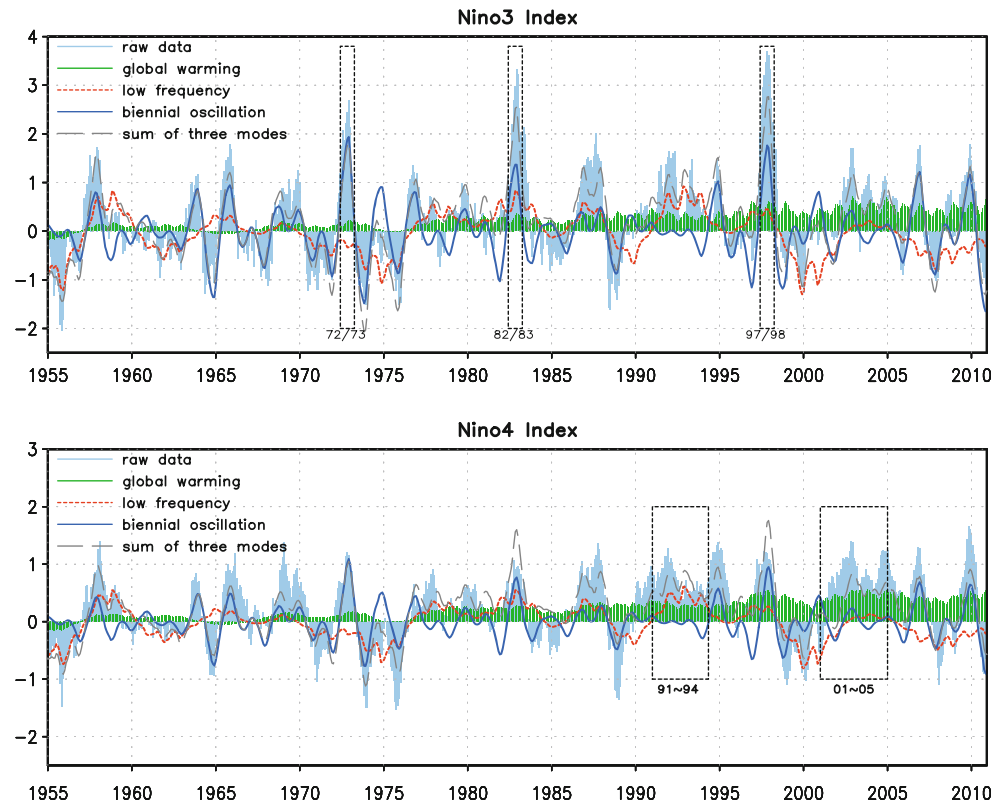 Nino3 Index
4
raw data
global warming
3
low frequency
biennial oscillation
2
sum of three modes
1
0
−1
−2
72/73
82/83
97/98
1955 1960 1965 1970 1975 1980 1985 1990 1995 2000 2005 2010
Nino4 Index
3
raw data
global warming
low frequency
2
biennial oscillation
sum of three modes
1
0
−1
91~94
01~05
−2
1955 1960 1965 1970 1975 1980 1985 1990 1995 2000 2005 2010